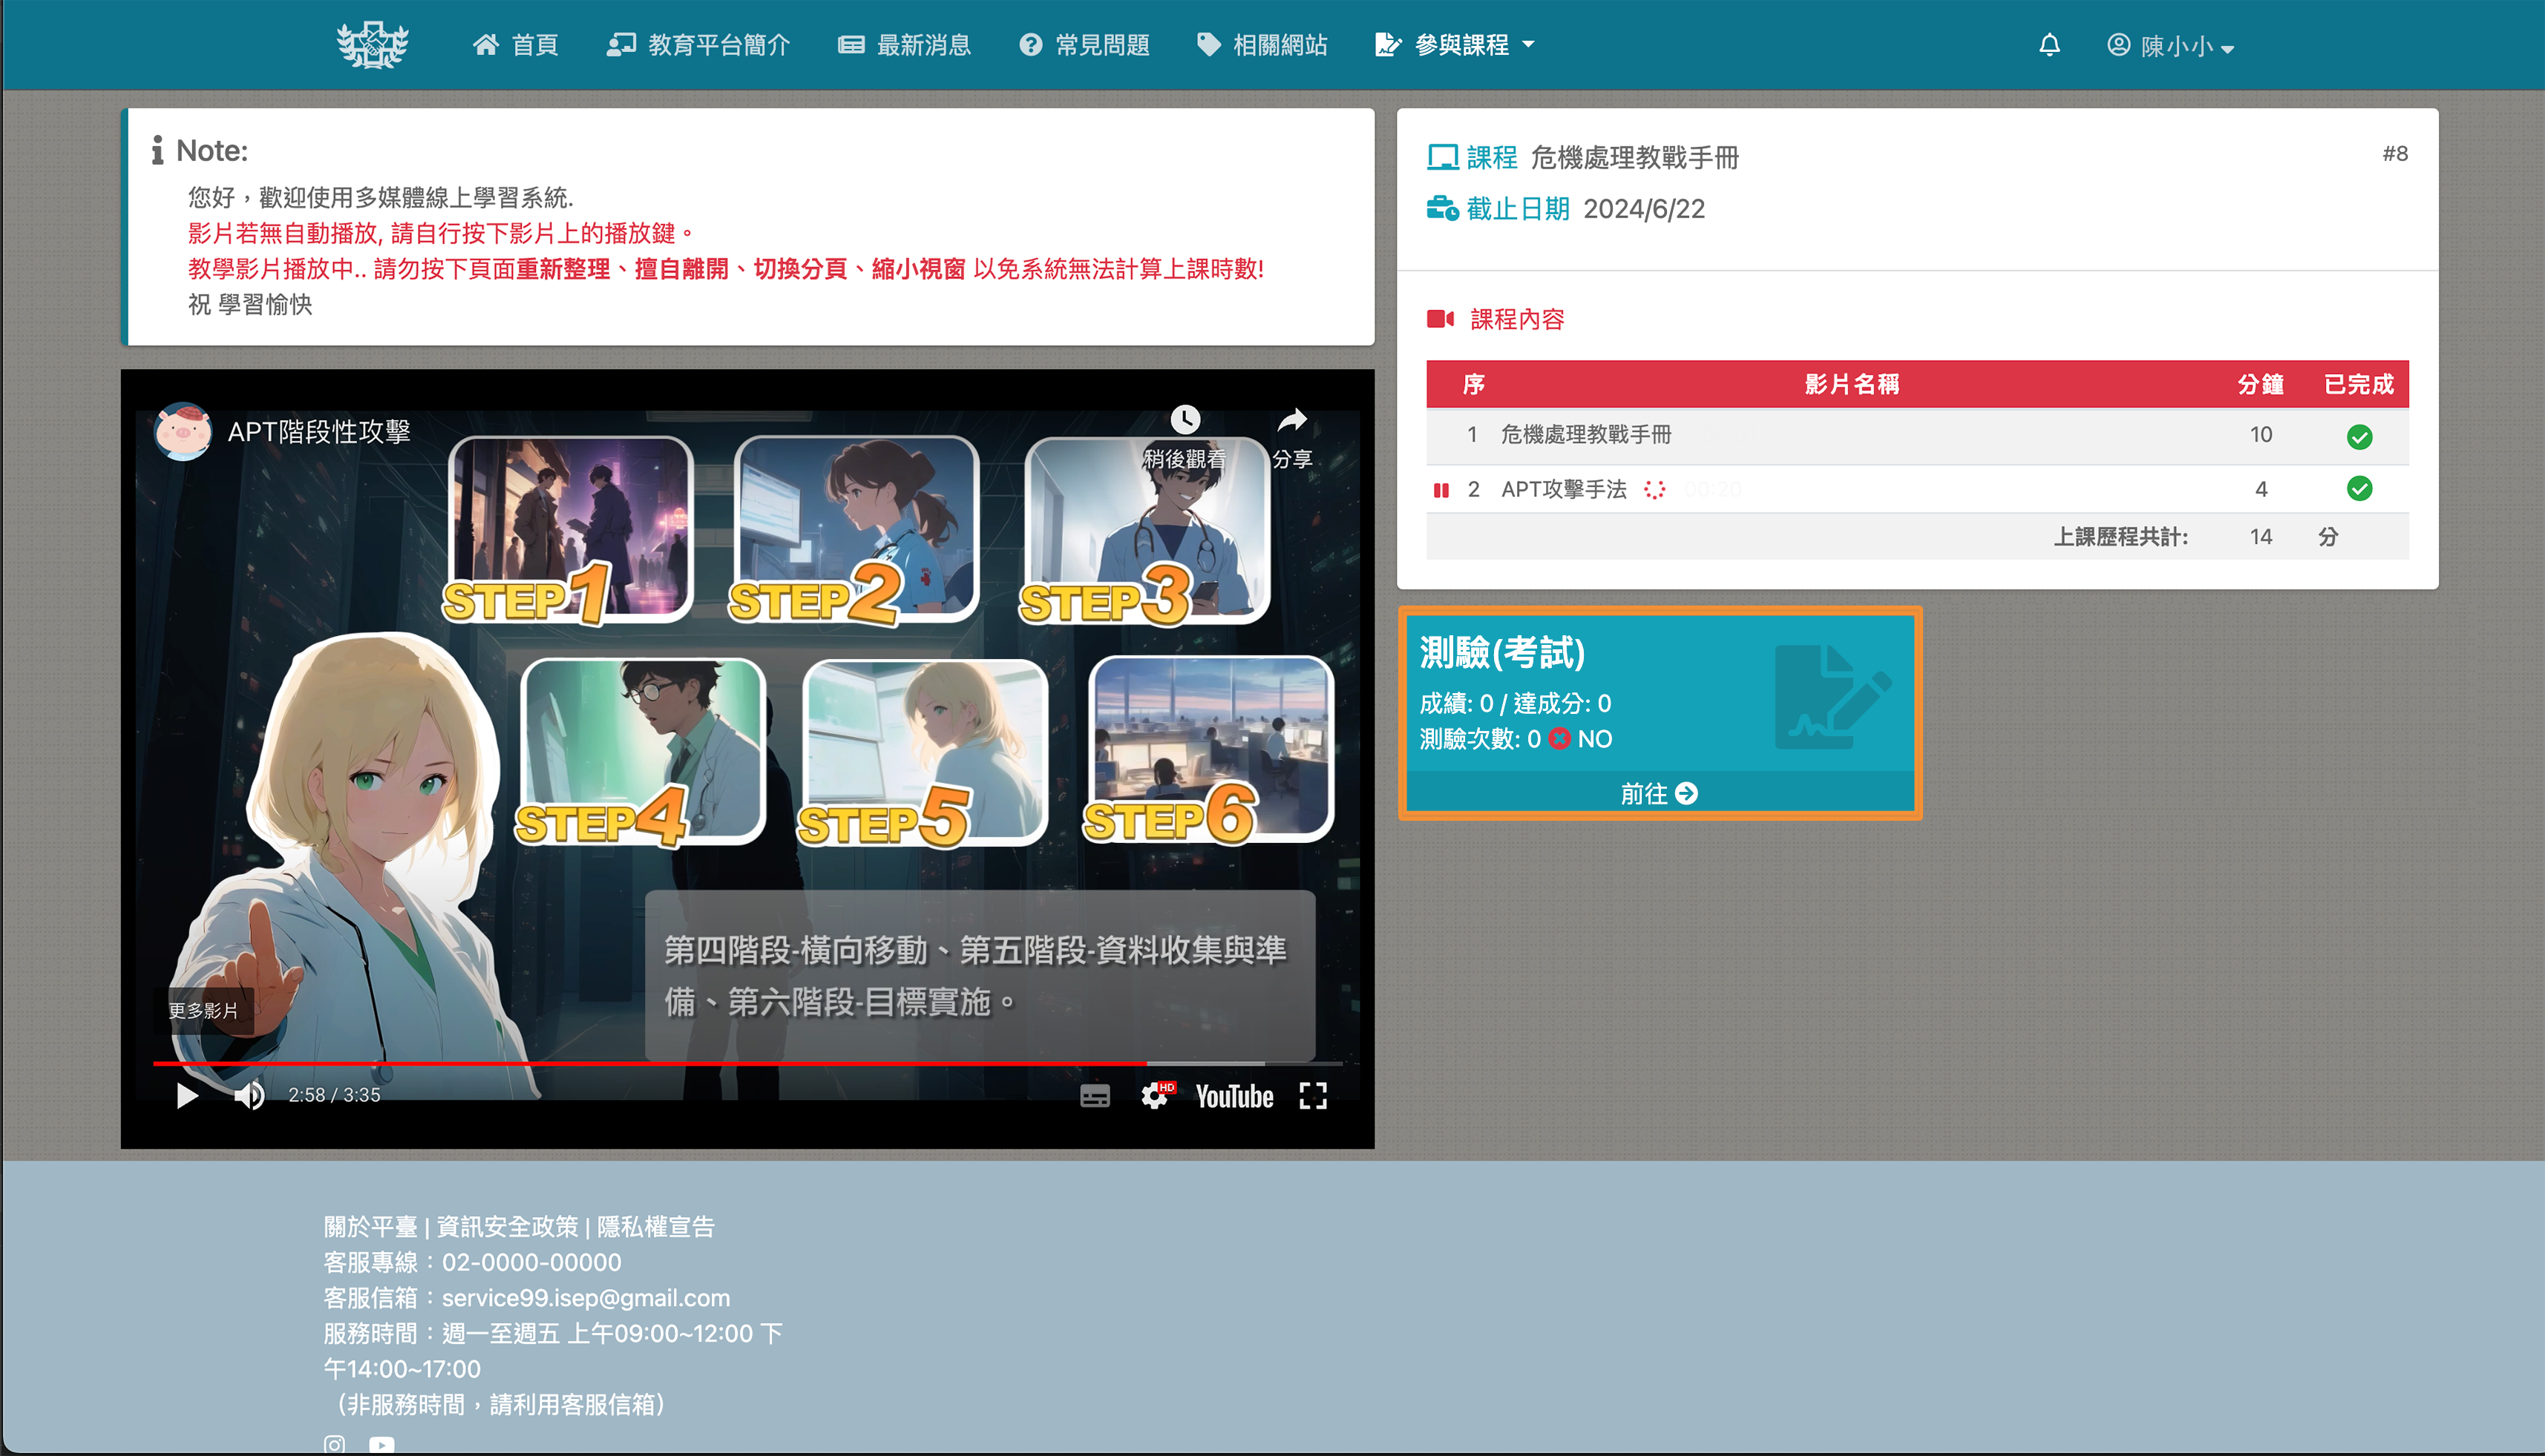 首頁
教育平台簡介
最新消息
常見問題
相關網站
參與課程
陳小小
Note:
您好，歡迎使用多媒體線上學習系統.
影片若無自動播放, 請自行按下影片上的播放鍵。
教學影片播放中.. 請勿按下頁面重新整理、擅自離開、切換分頁、縮小視窗 以免系統無法計算上課時數!
祝 學習愉快
APT階段性攻擊
稍後觀看
分享
STEP1
STEP2
STEP3
STEP4
STEP5
STEP6
第四階段-橫向移動、第五階段-資料收集與準
備、第六階段-目標實施。
更多影片
2:58 / 3:35
HD
YouTube
課程 危機處理教戰手冊
#8
截止日期 2024/6/22
課程內容
序 影片名稱 分鐘 已完成
1 危機處理教戰手冊 10
2 APT攻擊手法 00:20 4
上課歷程共計: 14 分
測驗(考試)
成績: 0 / 達成分: 0
測驗次數: 0 NO
前往
關於平臺 | 資訊安全政策 | 隱私權宣告
客服專線：02-0000-00000
客服信箱：service99.isep@gmail.com
服務時間：週一至週五 上午09:00~12:00 下
午14:00~17:00
（非服務時間，請利用客服信箱）